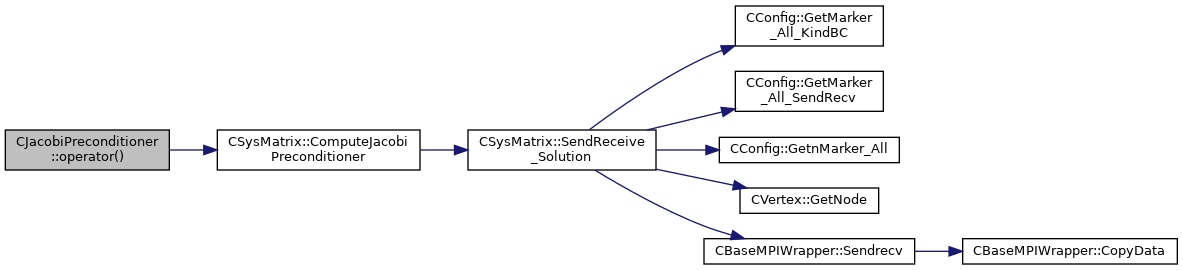 CJacobiPreconditioner
::operator()
CSysMatrix::ComputeJacobi
Preconditioner
CSysMatrix::SendReceive
_Solution
CConfig::GetMarker
_All_KindBC
CConfig::GetMarker
_All_SendRecv
CConfig::GetnMarker_All
CVertex::GetNode
CBaseMPIWrapper::Sendrecv
CBaseMPIWrapper::CopyData